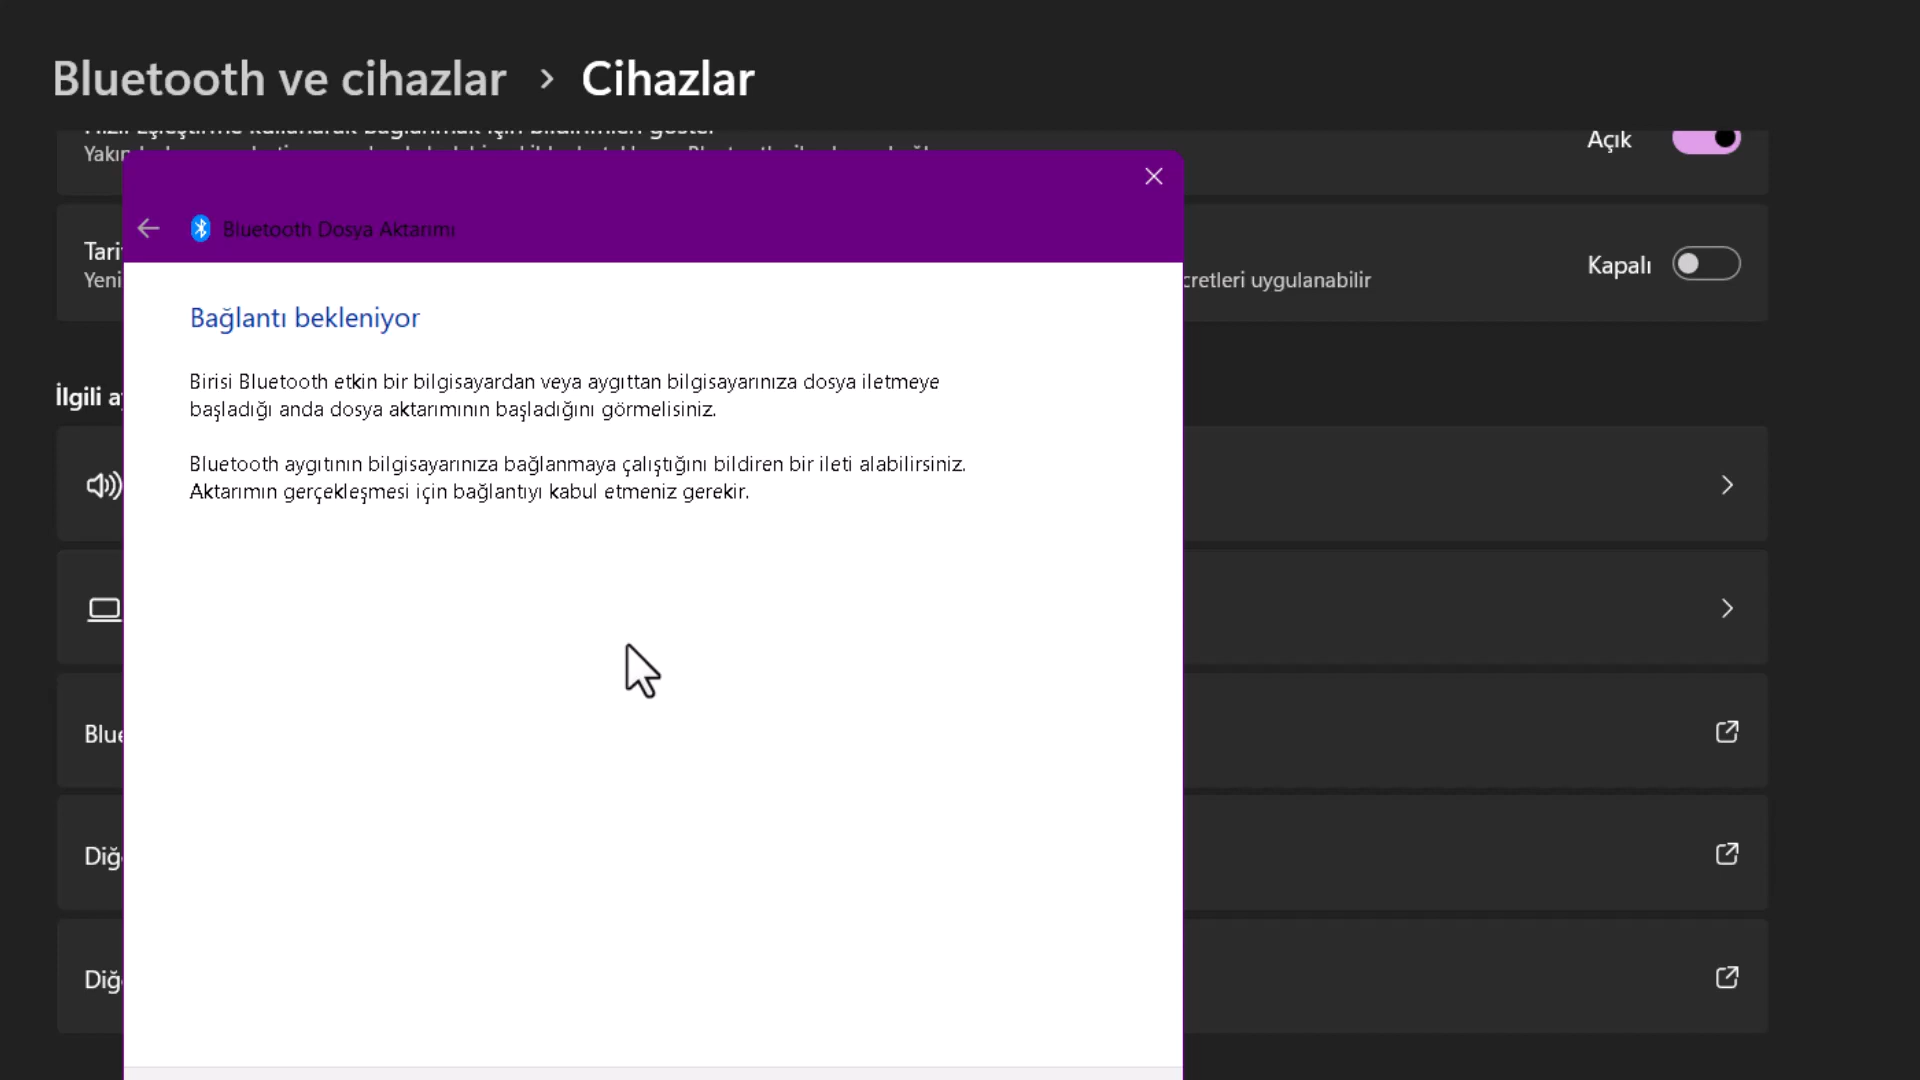 Bluetooth ve cihazlar > Cihazlar
Açık
Bluetooth Dosya Aktarımı
Kapalı
cretleri uygulanabilir
Bağlantı bekleniyor
Birisi Bluetooth etkin bir bilgisayardan veya aygıttan bilgisayarınıza dosya iletmeye
başladığı anda dosya aktarımının başladığını görmelisiniz.
İlgili a
Bluetooth aygıtının bilgisayarınıza bağlanmaya çalıştığını bildiren bir ileti alabilirsiniz.
Aktarımın gerçekleşmesi için bağlantıyı kabul etmeniz gerekir.
Blue
Diğ
Diğ